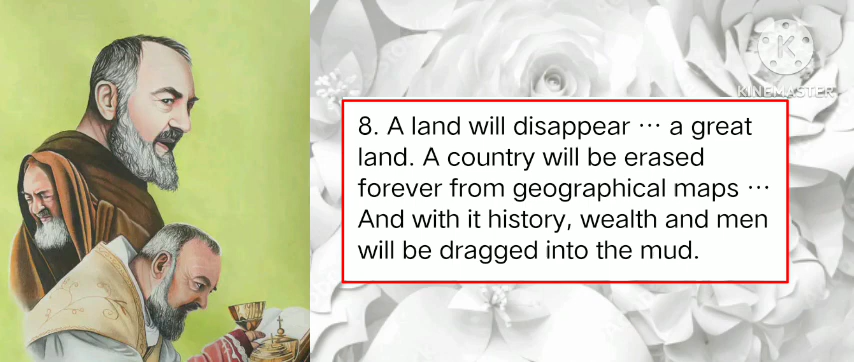 KINEMASTER
8. A land will disappear ··· a great
land. A country will be erased
forever from geographical maps ···
And with it history, wealth and men
will be dragged into the mud.